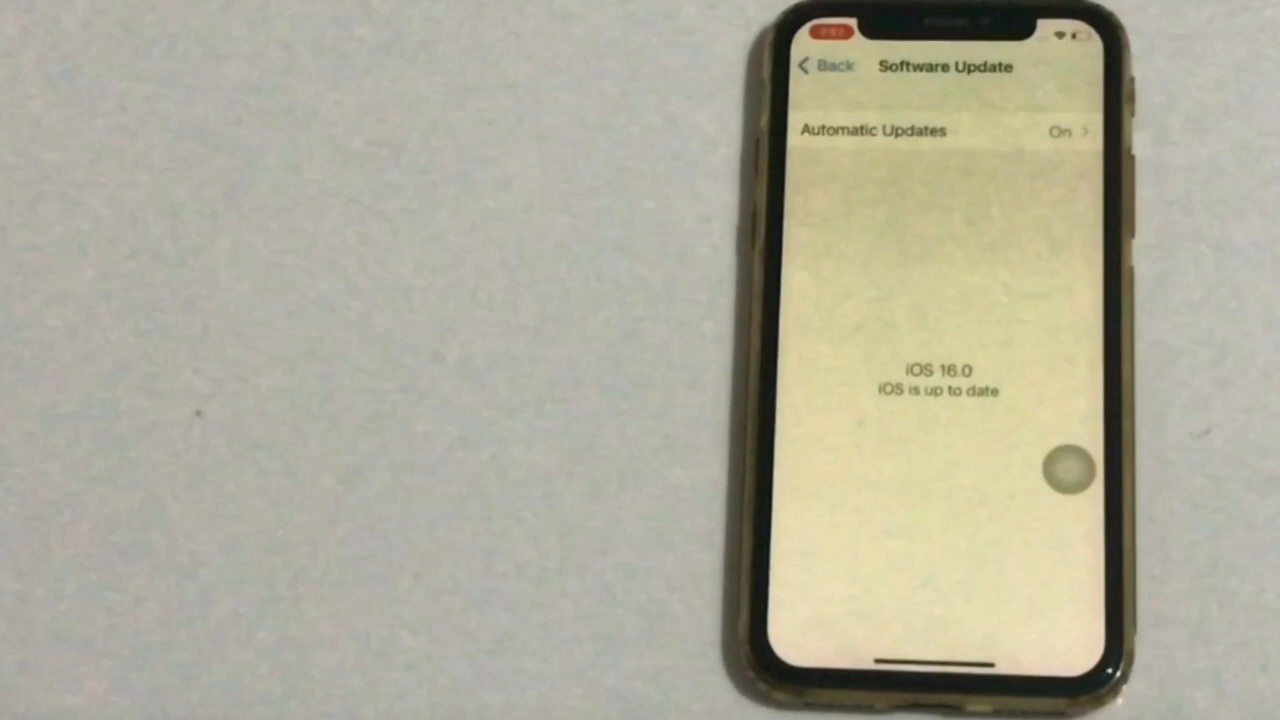 Back
Software Update
Automatic Updates
On
iOS 16.0
iOS is up to date